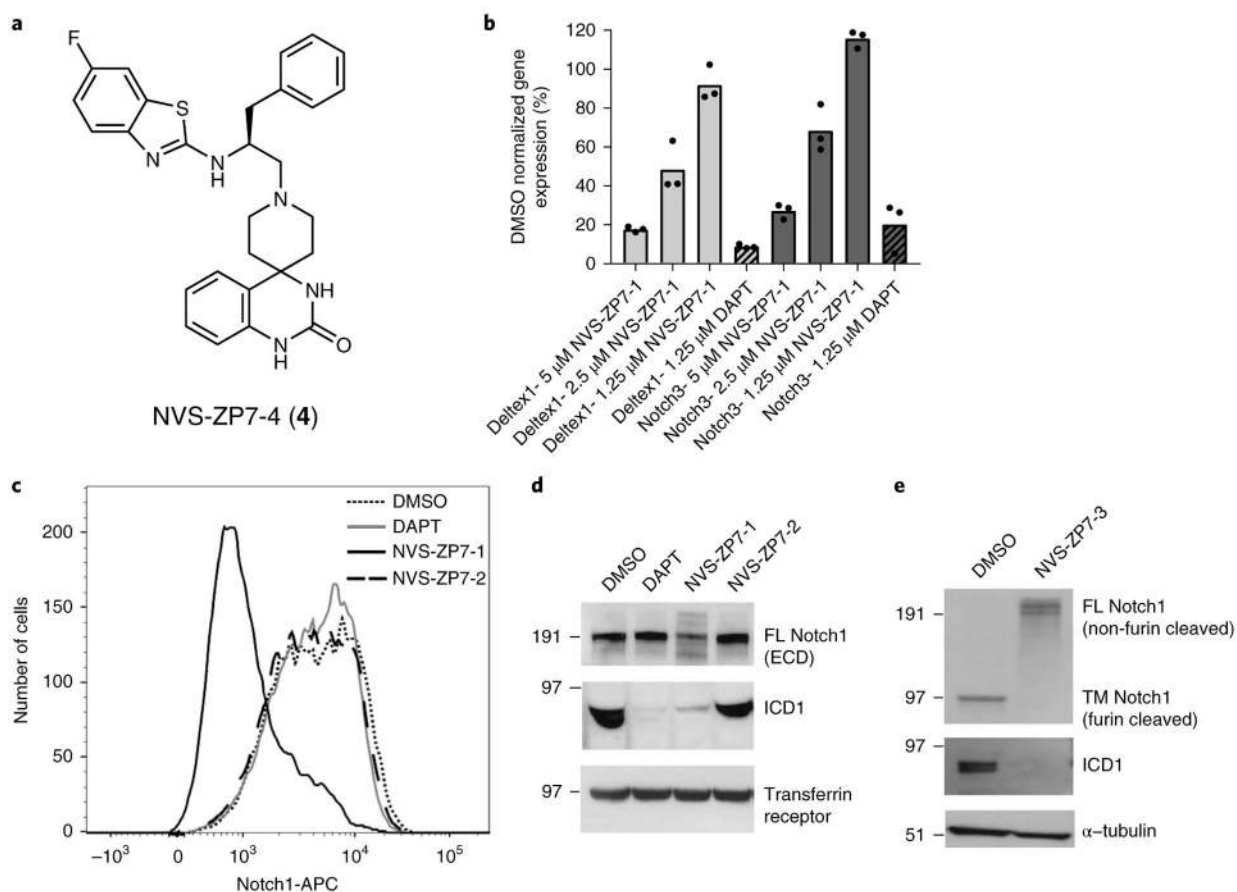 a
F
S
N
N
H
N
NH
N
H
O
NVS-ZP7-4 (4)
b
DMSO normalized gene
expression (%)
120
100
80
60
40
20
0
Deltex1- 5 μM NVS-ZP7-1
Deltex1- 2.5 μM NVS-ZP7-1
Deltex1- 1.25 μM NVS-ZP7-1
Deltex1- 1.25 μM DAPT
Notch3- 5 μM NVS-ZP7-1
Notch3- 2.5 μM NVS-ZP7-1
Notch3- 1.25 μM NVS-ZP7-1
Notch3- 1.25 μM DAPT
c
Number of cells
200
150
100
50
0
DMSO
DAPT
NVS-ZP7-1
NVS-ZP7-2
−10³ 0 10³ 10⁴ 10⁵
Notch1-APC
d
DMSO
DAPT
NVS-ZP7-1
NVS-ZP7-2
191
FL Notch1
(ECD)
97
ICD1
97
Transferrin
receptor
e
DMSO
NVS-ZP7-3
191
FL Notch1
(non-furin cleaved)
97
TM Notch1
(furin cleaved)
97
ICD1
51
α−tubulin